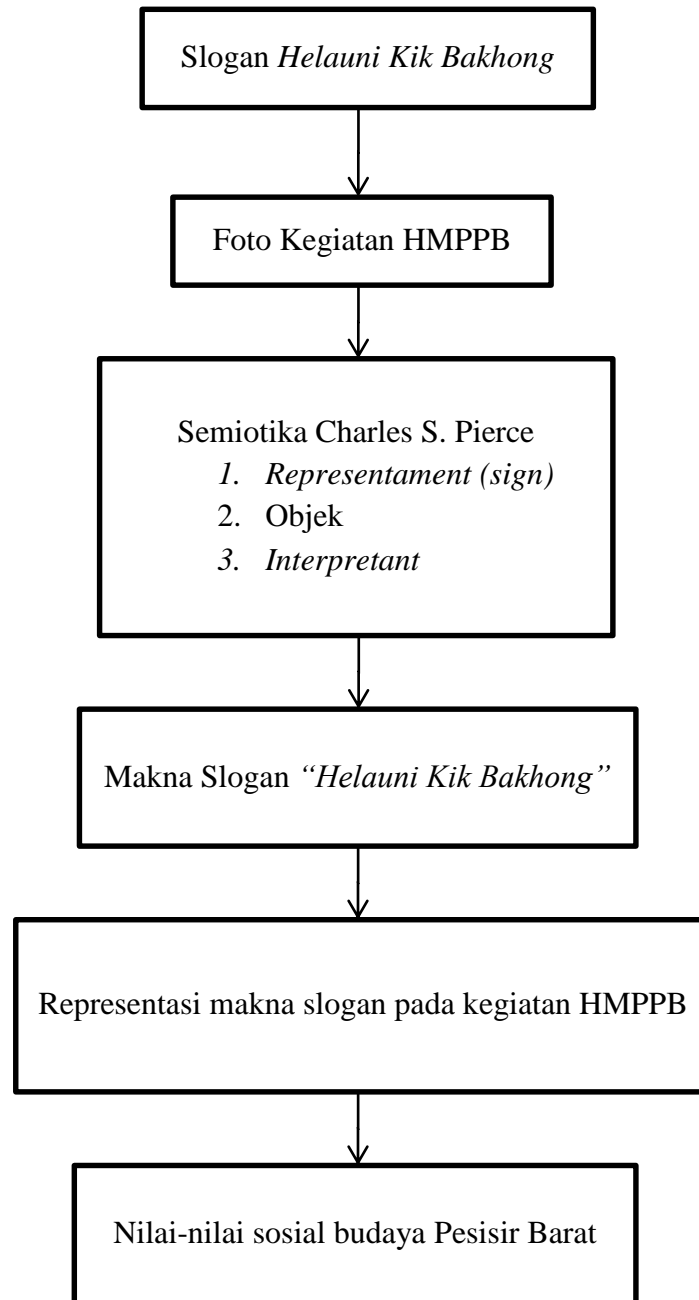 Slogan Helauni Kik Bakhong
Foto Kegiatan HMPPB
Semiotika Charles S. Pierce
1. Representament (sign)
2. Objek
3. Interpretant
Makna Slogan “Helauni Kik Bakhong”
Representasi makna slogan pada kegiatan HMPPB
Nilai-nilai sosial budaya Pesisir Barat